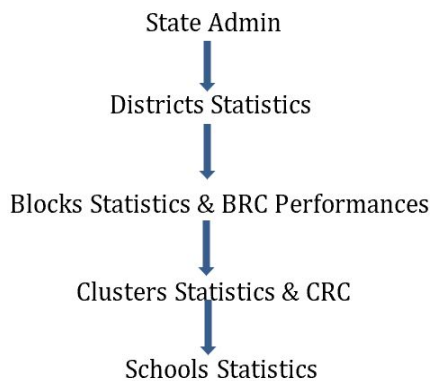 State Admin
Districts Statistics
Blocks Statistics & BRC Performances
Clusters Statistics & CRC
Schools Statistics